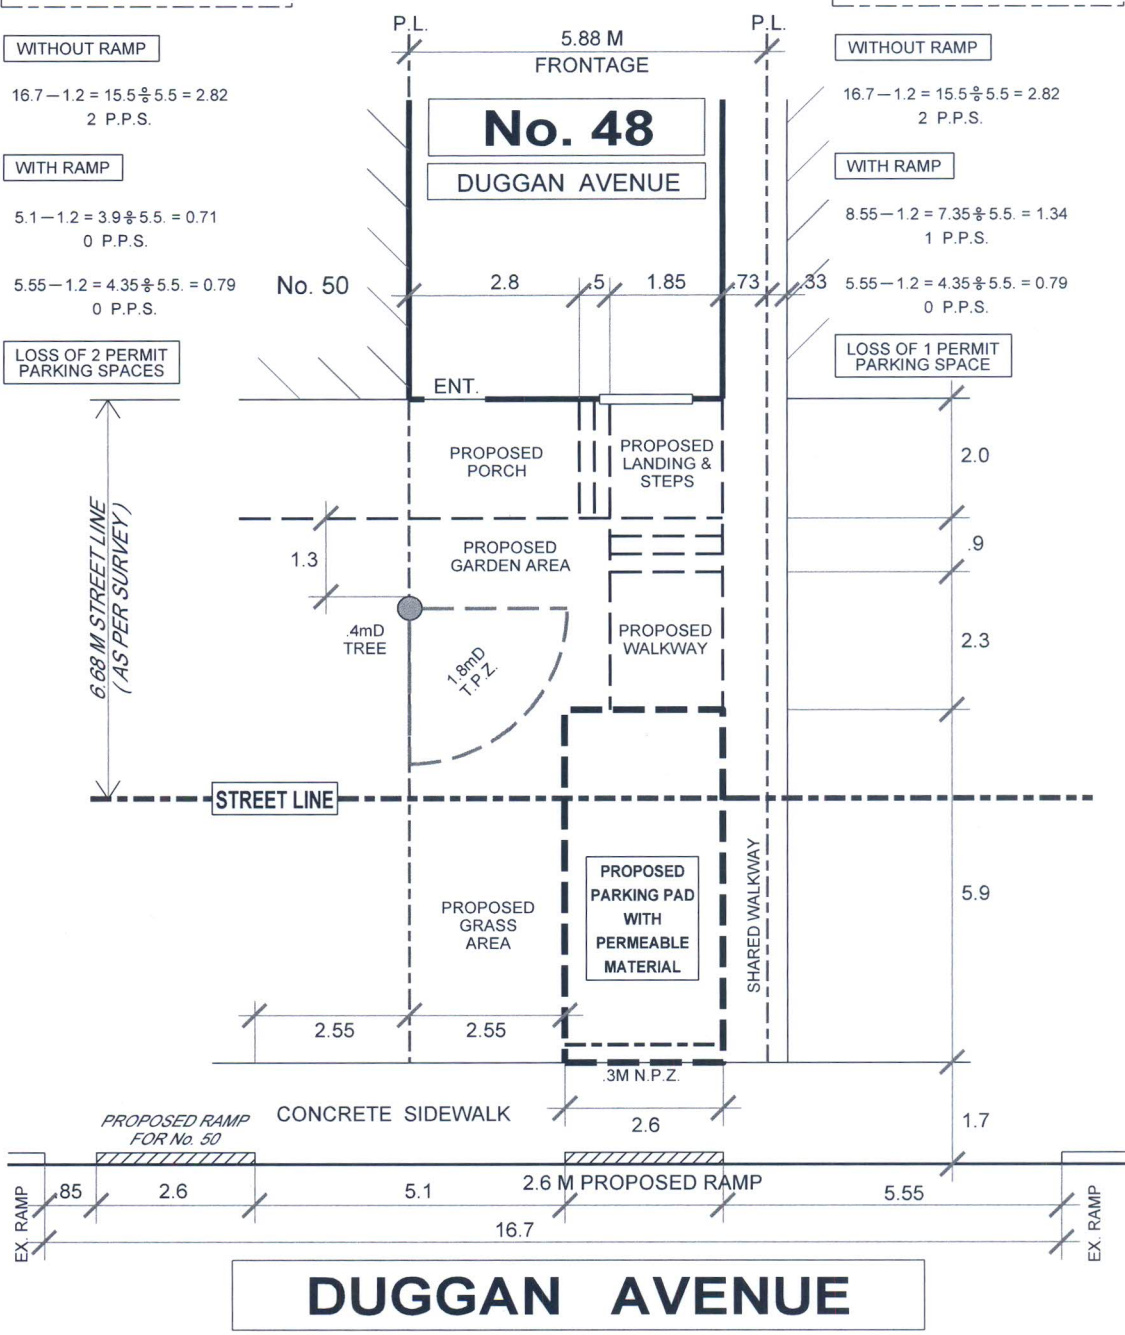 P.L.
P.L.
5.88 M
FRONTAGE
WITHOUT RAMP
16.7－1.2 = 15.5÷5.5 = 2.82
2 P.P.S.
WITH RAMP
5.1－1.2 = 3.9÷5.5. = 0.71
0 P.P.S.
5.55－1.2 = 4.35÷5.5. = 0.79
0 P.P.S.
LOSS OF 2 PERMIT
PARKING SPACES
No. 48
DUGGAN AVENUE
WITHOUT RAMP
16.7－1.2 = 15.5÷5.5 = 2.82
2 P.P.S.
WITH RAMP
8.55－1.2 = 7.35÷5.5. = 1.34
1 P.P.S.
5.55－1.2 = 4.35÷5.5. = 0.79
0 P.P.S.
LOSS OF 1 PERMIT
PARKING SPACE
No. 50
2.8
.5
1.85
.73
.33
ENT.
PROPOSED
PORCH
PROPOSED
LANDING &
STEPS
2.0
6.68 M STREET LINE
( AS PER SURVEY )
1.3
PROPOSED
GARDEN AREA
.9
.4mD
TREE
1.8mD
T.P.Z.
PROPOSED
WALKWAY
2.3
STREET LINE
PROPOSED
PARKING PAD
WITH
PERMEABLE
MATERIAL
SHARED WALKWAY
5.9
PROPOSED
GRASS
AREA
2.55
2.55
.3M N.P.Z.
CONCRETE SIDEWALK
2.6
1.7
PROPOSED RAMP
FOR No. 50
2.6 M PROPOSED RAMP
EX. RAMP
.85
2.6
5.1
5.55
EX. RAMP
16.7
DUGGAN AVENUE